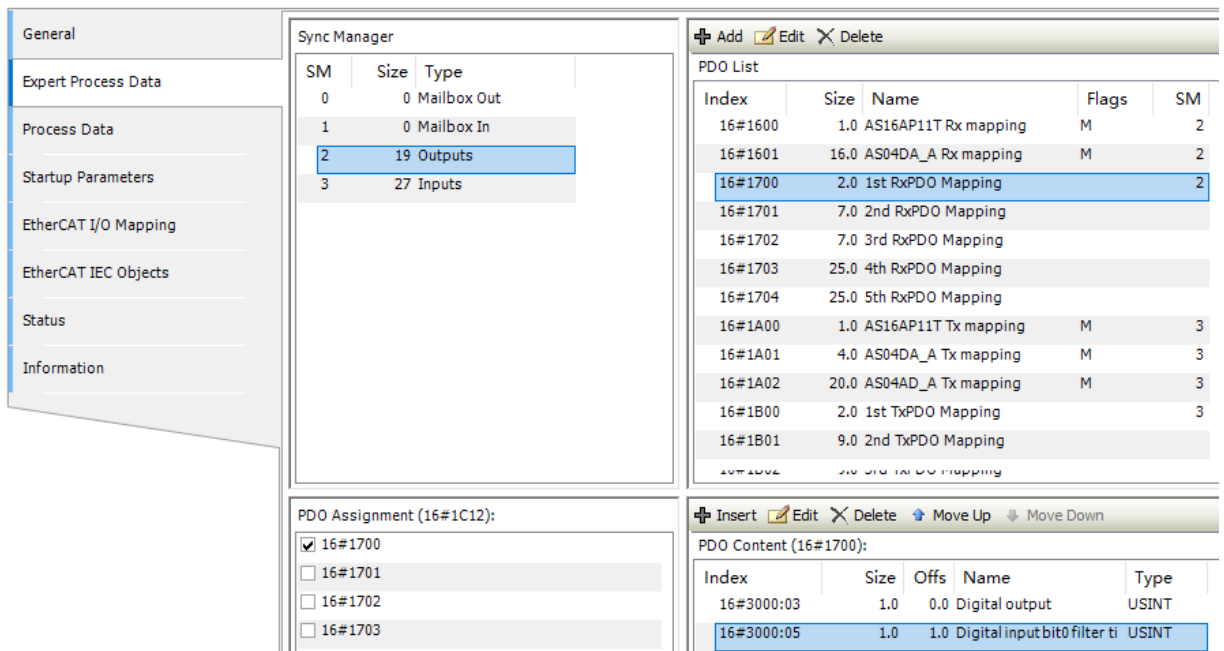 General
Expert Process Data
Process Data
Startup Parameters
EtherCAT I/O Mapping
EtherCAT IEC Objects
Status
Information
Sync Manager
SM Size Type
0 0 Mailbox Out
1 0 Mailbox In
2 19 Outputs
3 27 Inputs
Add Edit Delete
PDO List
Index Size Name Flags SM
16#1600 1.0 AS16AP11T Rx mapping M 2
16#1601 16.0 AS04DA_A Rx mapping M 2
16#1700 2.0 1st RxPDO Mapping 2
16#1701 7.0 2nd RxPDO Mapping
16#1702 7.0 3rd RxPDO Mapping
16#1703 25.0 4th RxPDO Mapping
16#1704 25.0 5th RxPDO Mapping
16#1A00 1.0 AS16AP11T Tx mapping M 3
16#1A01 4.0 AS04DA_A Tx mapping M 3
16#1A02 20.0 AS04AD_A Tx mapping M 3
16#1B00 2.0 1st TxPDO Mapping 3
16#1B01 9.0 2nd TxPDO Mapping
16#1B02 9.0 3rd TxPDO Mapping
PDO Assignment (16#1C12):
16#1700
16#1701
16#1702
16#1703
Insert Edit Delete Move Up Move Down
PDO Content (16#1700):
Index Size Offs Name Type
16#3000:03 1.0 0.0 Digital output USINT
16#3000:05 1.0 1.0 Digital input bit0 filter ti USINT